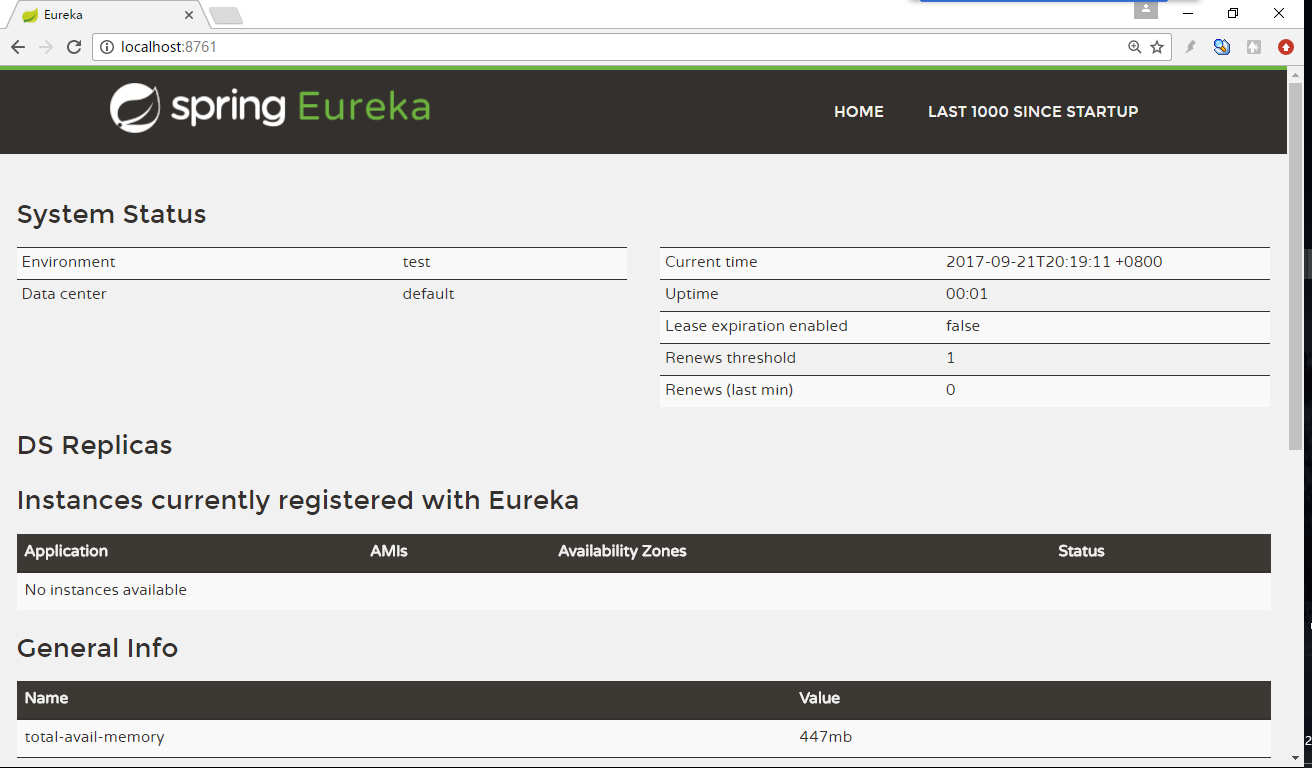 Eureka
localhost:8761
spring Eureka
HOME LAST 1000 SINCE STARTUP
System Status
Environment test
Data center default
Current time 2017-09-21T20:19:11 +0800
Uptime 00:01
Lease expiration enabled false
Renews threshold 1
Renews (last min) 0
DS Replicas
Instances currently registered with Eureka
Application AMIs Availability Zones Status
No instances available
General Info
Name Value
total-avail-memory 447mb